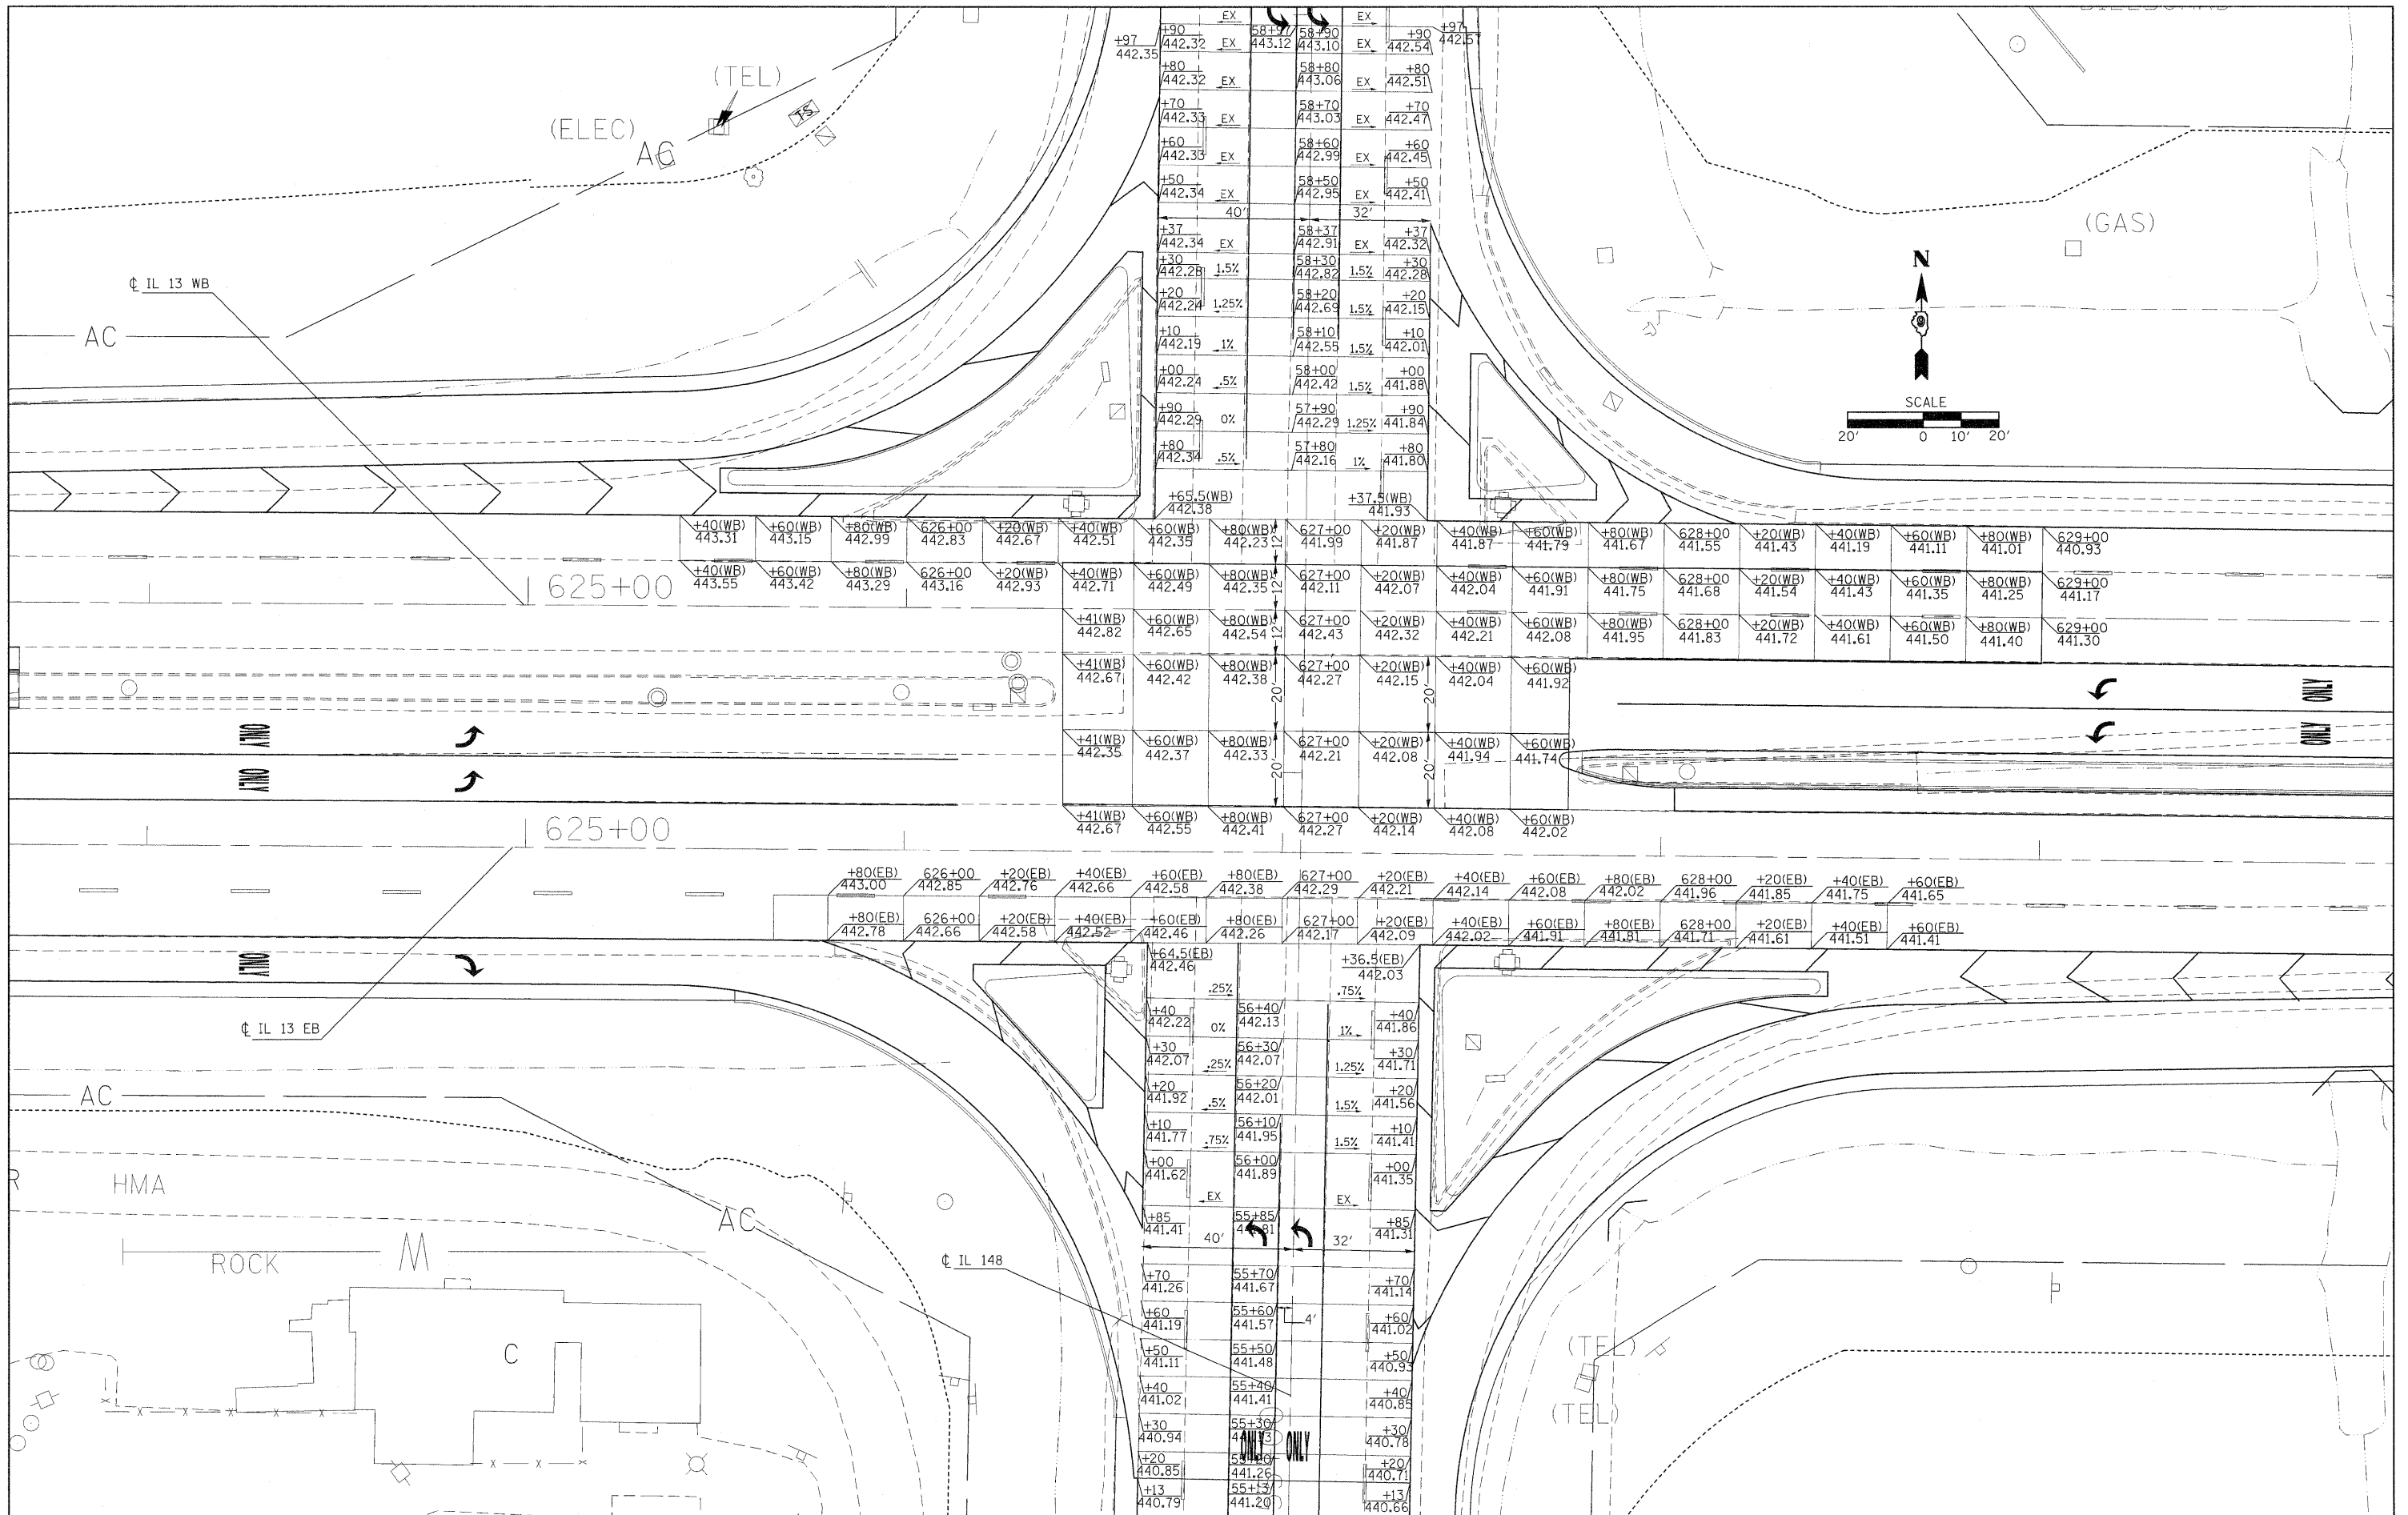 EX EX
+97
442.35
+90
442.32 EX 58+97
443.12 58+90
443.10 EX +90
442.54 +97
442.57
+80
442.32 EX 58+80
443.06 EX +80
442.51
(TEL)
TS
(ELEC)
AC
+70
442.33 EX 58+70
443.03 EX +70
442.47
+60
442.33 EX 58+60
442.99 EX +60
442.45
+50
442.34 EX 58+50
442.95 EX +50
442.41
40' 32'
(GAS)
+37
442.34 EX 58+37
442.91 EX +37
442.32
+30
442.28 1.5% 58+30
442.82 1.5% +30
442.28
N
℄ IL 13 WB
+20
442.24 1.25% 58+20
442.69 1.5% +20
442.15
AC
+10
442.19 1% 58+10
442.55 1.5% +10
442.01
+00
442.24 .5% 58+00
442.42 1.5% +00
441.88
SCALE
20' 0 10' 20'
+90
442.29 0% 57+90
442.29 1.25% +90
441.84
+80
442.34 .5% 57+80
442.16 1% +80
441.80
+65.5(WB)
442.38 +37.5(WB)
441.93
+40(WB) +60(WB) +80(WB) 626+00 +20(WB) +40(WB) +60(WB) +80(WB) 627+00 +20(WB) +40(WB) +60(WB) +80(WB) 628+00 +20(WB) +40(WB) +60(WB) +80(WB) 629+00
443.31 443.15 442.99 442.83 442.67 442.51 442.35 442.23 12' 441.99 441.87 441.87 441.79 441.67 441.55 441.43 441.19 441.11 441.01 440.93
+40(WB) +60(WB) +80(WB) 626+00 +20(WB) +40(WB) +60(WB) +80(WB) 627+00 +20(WB) +40(WB) +60(WB) +80(WB) 628+00 +20(WB) +40(WB) +60(WB) +80(WB) 629+00
443.55 443.42 443.29 443.16 442.93 442.71 442.49 442.35 12' 442.11 442.07 442.04 441.91 441.75 441.68 441.54 441.43 441.35 441.25 441.17
625+00
+41(WB) +60(WB) +80(WB) 627+00 +20(WB) +40(WB) +60(WB) +80(WB) 628+00 +20(WB) +40(WB) +60(WB) +80(WB) 629+00
442.82 442.65 442.54 12' 442.43 442.32 442.21 442.08 441.95 441.83 441.72 441.61 441.50 441.40 441.30
+41(WB) +60(WB) +80(WB) 627+00 +20(WB) +40(WB) +60(WB)
442.67 442.42 442.38 442.27 442.15 442.04 441.92
20' 20'
ONLY
ONLY ONLY
+41(WB) +60(WB) +80(WB) 627+00 +20(WB) +40(WB) +60(WB)
442.35 442.37 442.33 442.21 442.08 441.94 441.74
20' 20'
ONLY
+41(WB) +60(WB) +80(WB) 627+00 +20(WB) +40(WB) +60(WB)
442.67 442.55 442.41 442.27 442.14 442.08 442.02
625+00
+80(EB) 626+00 +20(EB) +40(EB) +60(EB) +80(EB) 627+00 +20(EB) +40(EB) +60(EB) +80(EB) 628+00 +20(EB) +40(EB) +60(EB)
443.00 442.85 442.76 442.66 442.58 442.38 442.29 442.21 442.14 442.08 442.02 441.96 441.85 441.75 441.65
+80(EB) 626+00 +20(EB) +40(EB) +60(EB) +80(EB) 627+00 +20(EB) +40(EB) +60(EB) +80(EB) 628+00 +20(EB) +40(EB) +60(EB)
442.78 442.66 442.58 442.52 442.46 442.26 442.17 442.09 442.02 441.91 441.81 441.71 441.61 441.51 441.41
ONLY
+64.5(EB)
442.46 +36.5(EB)
442.03
.25% .75%
℄ IL 13 EB
+40
442.22 0% 56+40
442.13 1% +40
441.86
+30
442.07 .25% 56+30
442.07 1.25% +30
441.71
AC
+20
441.92 .5% 56+20
442.01 1.5% +20
441.56
+10
441.77 .75% 56+10
441.95 1.5% +10
441.41
HMA
+00
441.62 56+00
441.89 +00
441.35
EX EX
AC
+85
441.41 55+85 +85
441.31
40' 32'
ROCK
℄ IL 148
+70
441.26 55+70
441.67 +70
441.14
+60
441.19 55+60
441.57 4' +60
441.02
C
(TEL)
+50
441.11 55+50
441.48 +50
440.93
+40
441.02 55+40
441.41 +40
440.85
(TEL)
+30
440.94 55+30 +30
440.78
ONLY ONLY
+20
440.85 441.26 +20
440.71
+13
440.79 55+13
441.20 +13
440.66